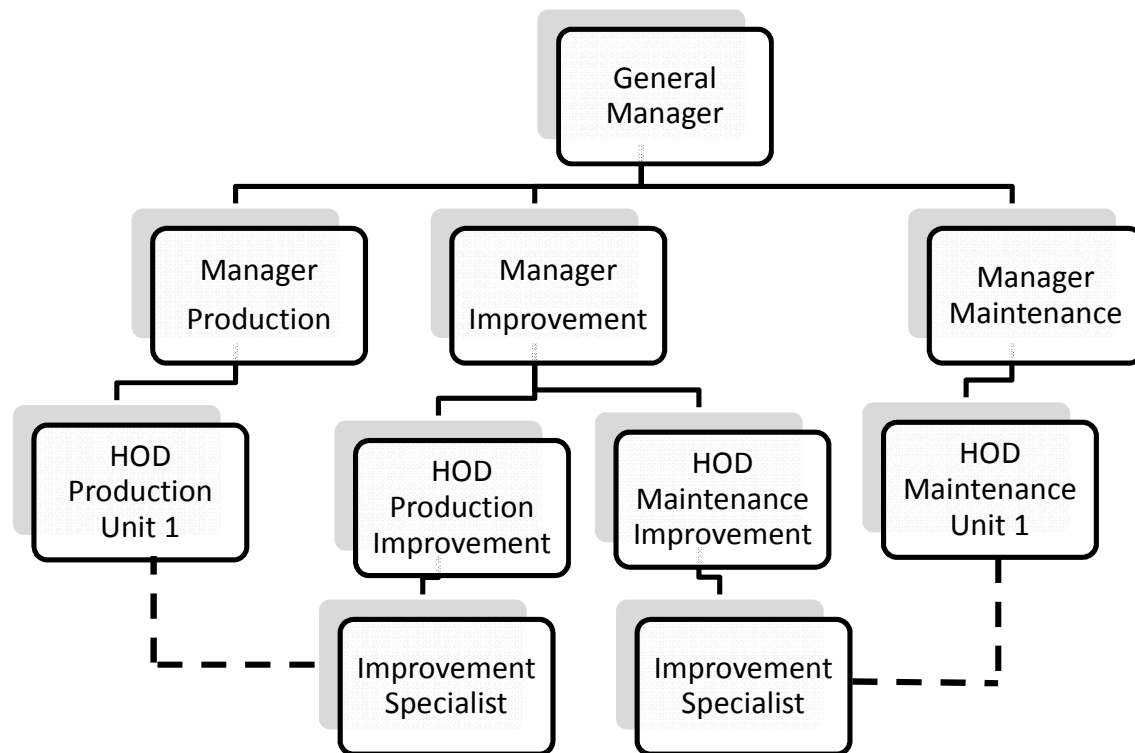 General
Manager
Manager
Production
Manager
Improvement
Manager
Maintenance
HOD
Production
Unit 1
HOD
Production
Improvement
HOD
Maintenance
Improvement
HOD
Maintenance
Unit 1
Improvement
Specialist
Improvement
Specialist